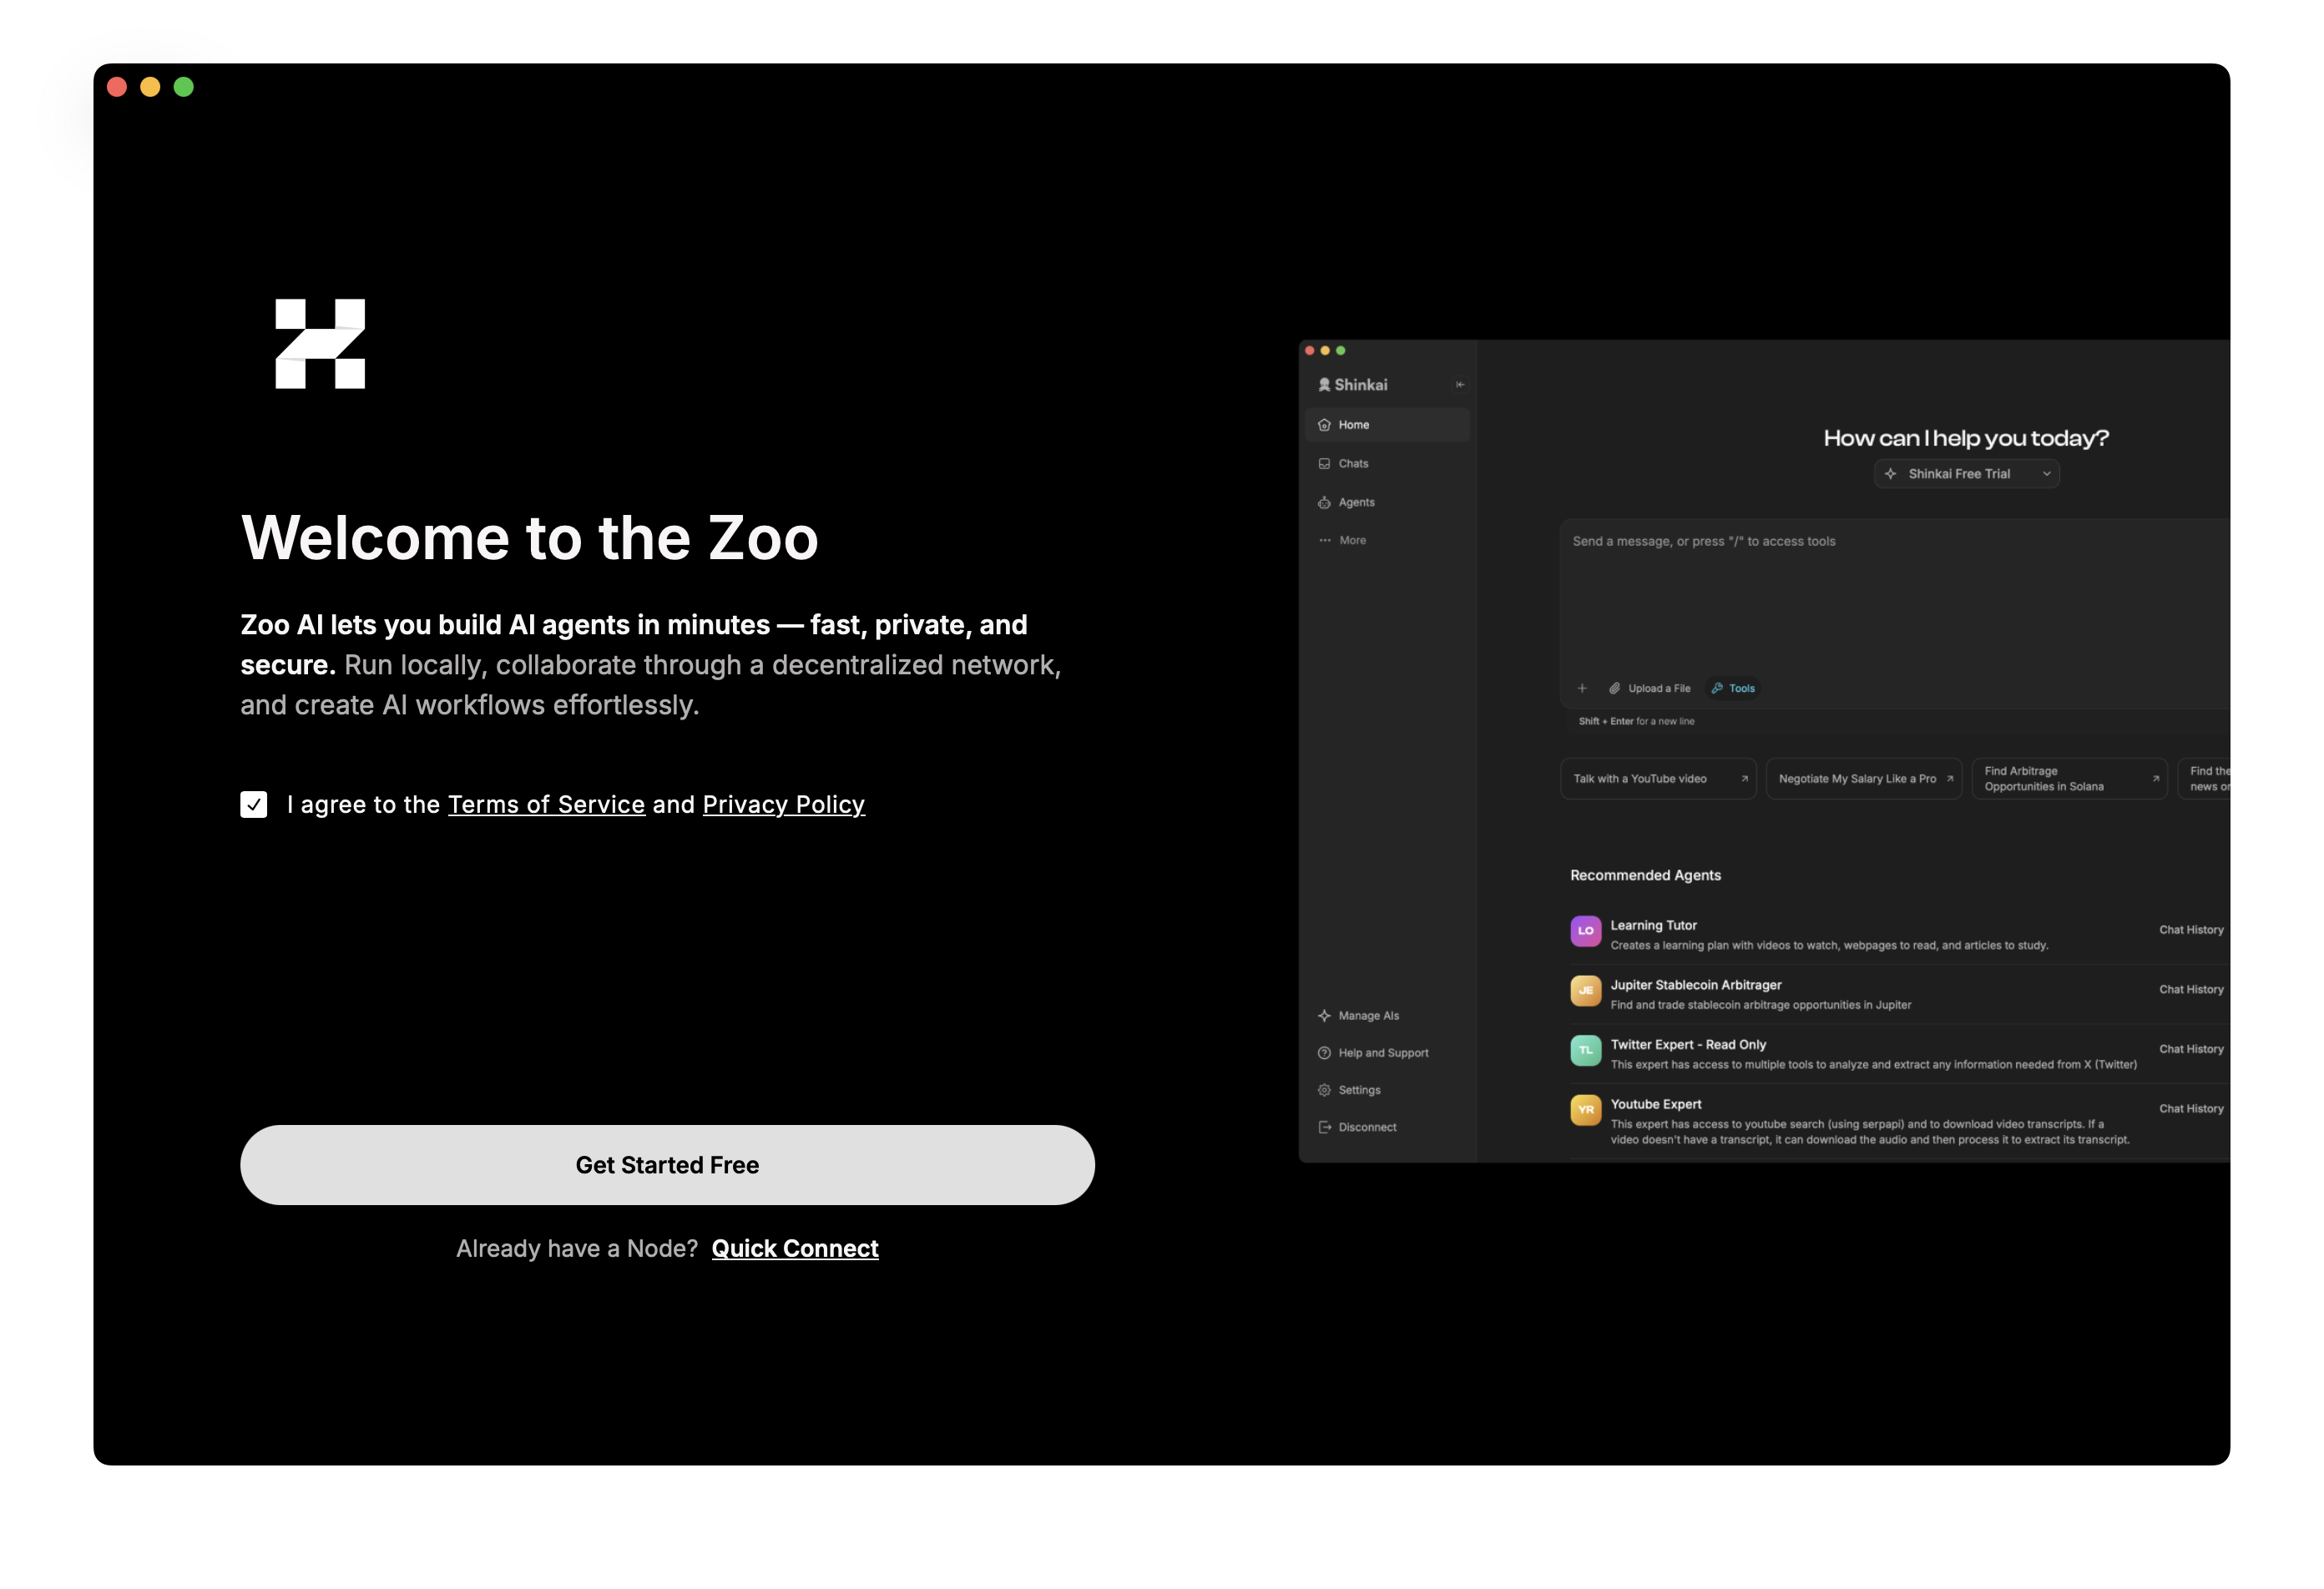 Welcome to the Zoo
Zoo AI lets you build AI agents in minutes — fast, private, and
secure. Run locally, collaborate through a decentralized network,
and create AI workflows effortlessly.
I agree to the Terms of Service and Privacy Policy
Get Started Free
Already have a Node? Quick Connect
Shinkai
Home
Chats
Agents
More
Manage AIs
Help and Support
Settings
Disconnect
How can I help you today?
Shinkai Free Trial
Send a message, or press "/" to access tools
Upload a File
Tools
Shift + Enter for a new line
Talk with a YouTube video
Negotiate My Salary Like a Pro
Find Arbitrage
Opportunities in Solana
Find the
news
Recommended Agents
LO
Learning Tutor
Chat History
Creates a learning plan with videos to watch, webpages to read, and articles to study.
JE
Jupiter Stablecoin Arbitrager
Chat History
Find and trade stablecoin arbitrage opportunities in Jupiter
TL
Twitter Expert - Read Only
Chat History
This expert has access to multiple tools to analyze and extract any information needed from X (Twitter)
YR
Youtube Expert
Chat History
This expert has access to youtube search (using serpapi) and to download video transcripts. If a
video doesn't have a transcript, it can download the audio and then process it to extract its transcript.